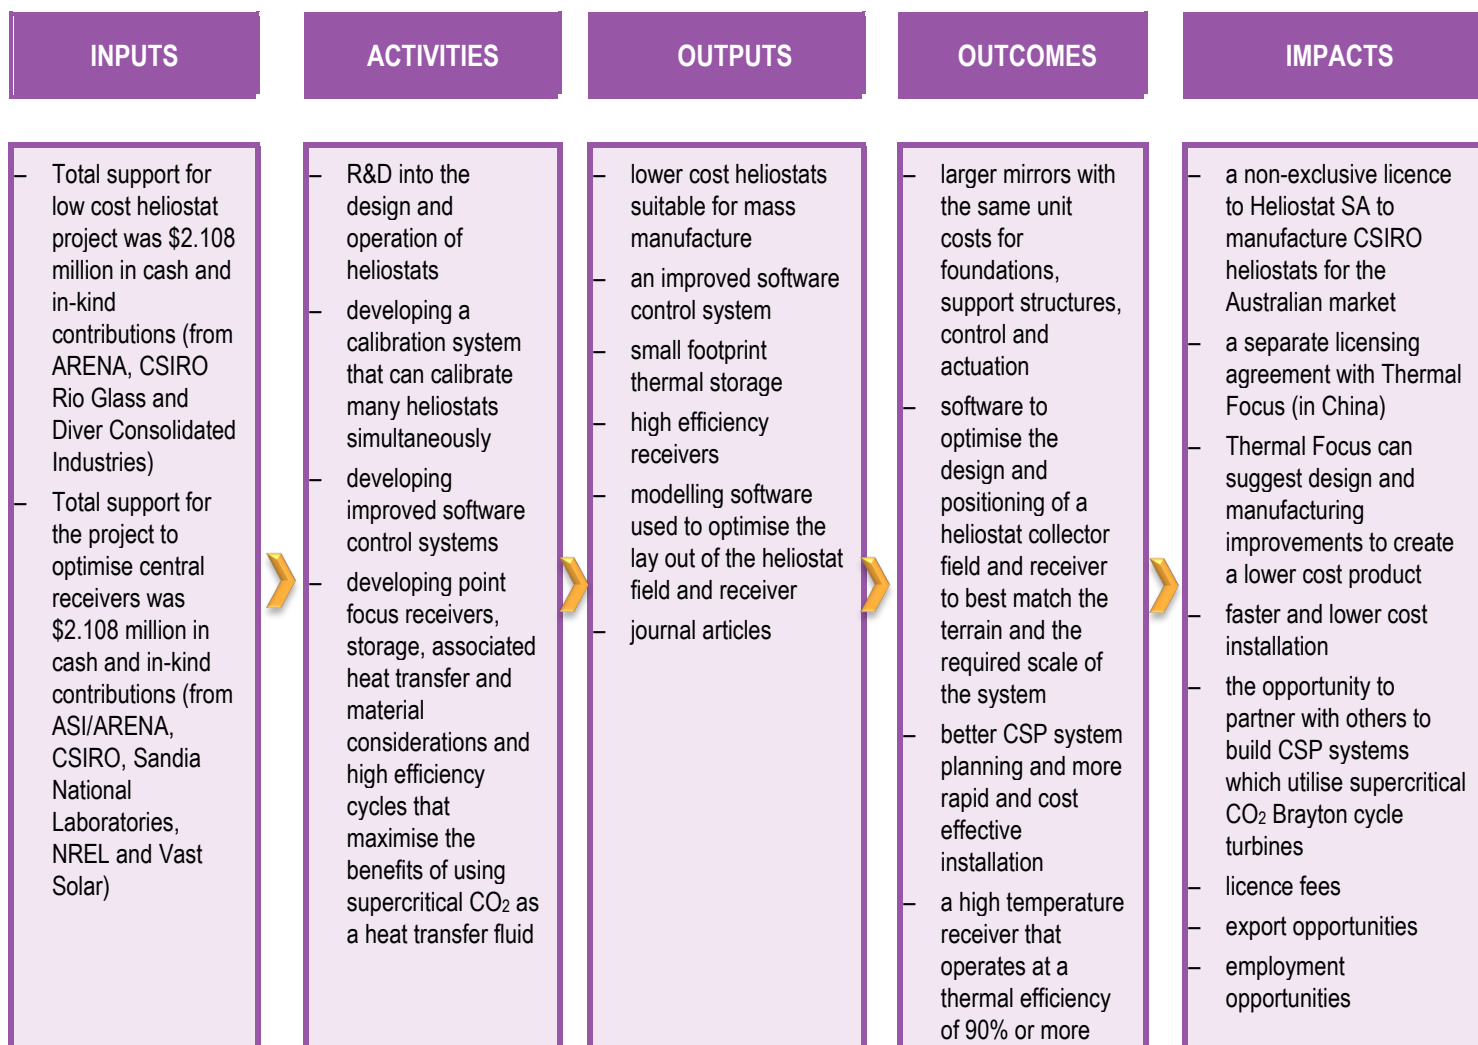 INPUTS
ACTIVITIES
OUTPUTS
OUTCOMES
IMPACTS
– Total support for
low cost heliostat
project was $2.108
million in cash and
in-kind
contributions (from
ARENA, CSIRO
Rio Glass and
Diver Consolidated
Industries)
– Total support for
the project to
optimise central
receivers was
$2.108 million in
cash and in-kind
contributions (from
ASI/ARENA,
CSIRO, Sandia
National
Laboratories,
NREL and Vast
Solar)
– R&D into the
design and
operation of
heliostats
– developing a
calibration system
that can calibrate
many heliostats
simultaneously
– developing
improved software
control systems
– developing point
focus receivers,
storage, associated
heat transfer and
material
considerations and
high efficiency
cycles that
maximise the
benefits of using
supercritical CO2 as
a heat transfer fluid
– lower cost heliostats
suitable for mass
manufacture
– an improved software
control system
– small footprint
thermal storage
– high efficiency
receivers
– modelling software
used to optimise the
lay out of the heliostat
field and receiver
– journal articles
– larger mirrors with
the same unit
costs for
foundations,
support structures,
control and
actuation
– software to
optimise the
design and
positioning of a
heliostat collector
field and receiver
to best match the
terrain and the
required scale of
the system
– better CSP system
planning and more
rapid and cost
effective
installation
– a high temperature
receiver that
operates at a
thermal efficiency
of 90% or more
– a non-exclusive licence
to Heliostat SA to
manufacture CSIRO
heliostats for the
Australian market
– a separate licensing
agreement with Thermal
Focus (in China)
– Thermal Focus can
suggest design and
manufacturing
improvements to create
a lower cost product
– faster and lower cost
installation
– the opportunity to
partner with others to
build CSP systems
which utilise supercritical
CO2 Brayton cycle
turbines
– licence fees
– export opportunities
– employment
opportunities